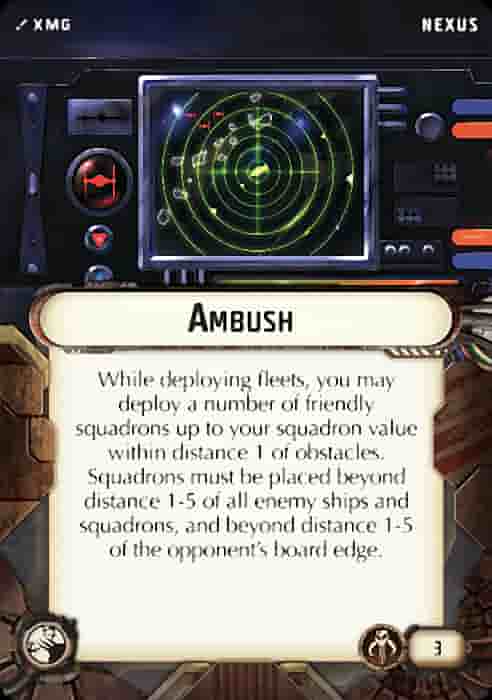 XMG
NEXUS
AMBUSH
While deploying fleets, you may
deploy a number of friendly
squadrons up to your squadron value
within distance 1 of obstacles.
Squadrons must be placed beyond
distance 1-5 of all enemy ships and
squadrons, and beyond distance 1-5
of the opponent's board edge.
3